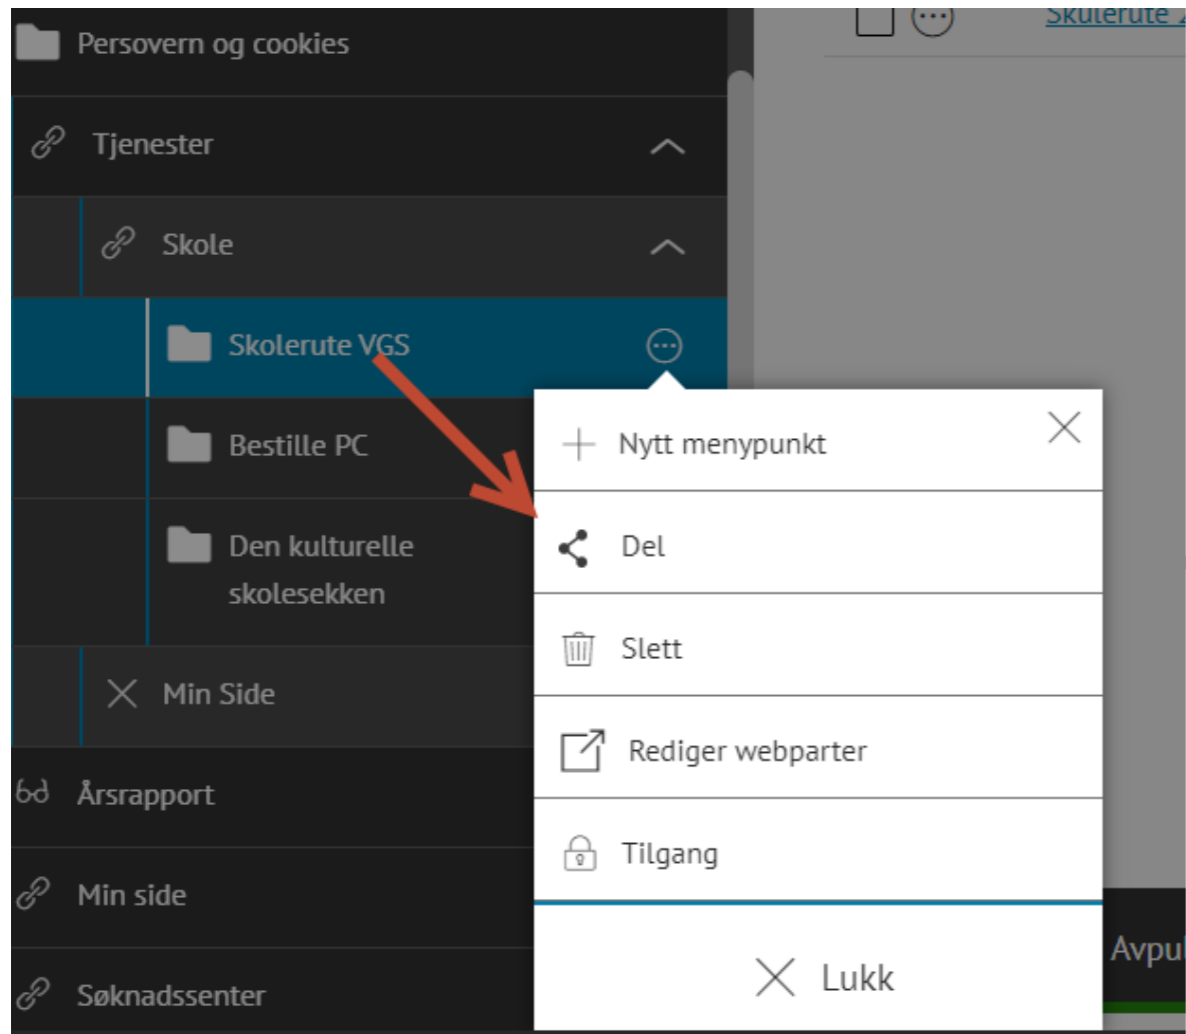 Persovern og cookies
Skulerute
Tjenester
Skole
Skolerute VGS
Bestille PC
Den kulturelle
skolesekken
Min Side
Årsrapport
Min side
Søknadssenter
Nytt menypunkt
Del
Slett
Rediger webparter
Tilgang
Lukk